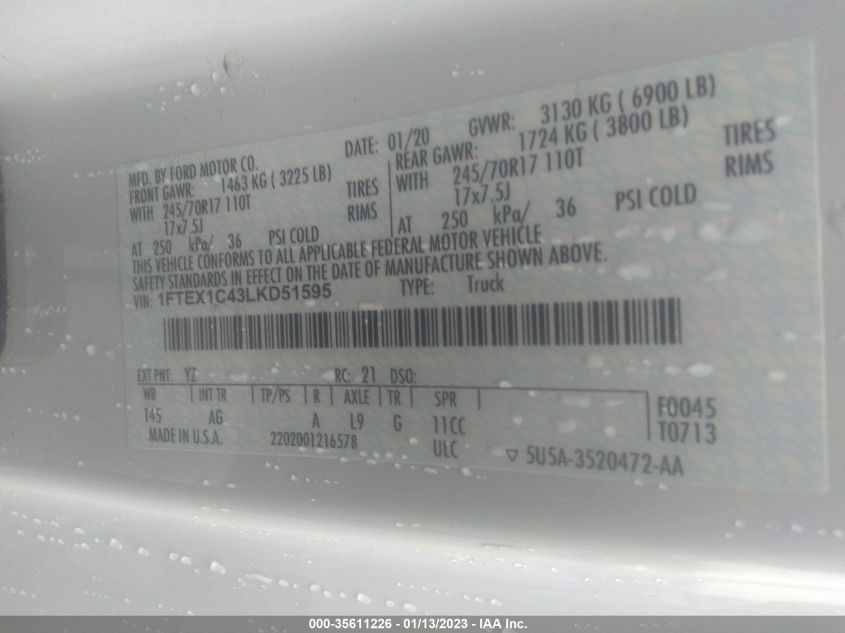 MFD. BY FORD MOTOR CO. DATE: 01/20 GVWR: 3130 KG ( 6900 LB)
FRONT GAWR: 1463 KG ( 3225 LB) REAR GAWR: 1724 KG ( 3800 LB)
WITH 245/70R17 110T TIRES WITH 245/70R17 110T TIRES
17x7.5J RIMS 17x7.5J RIMS
AT 250 kPa/ 36 PSI COLD AT 250 kPa/ 36 PSI COLD
THIS VEHICLE CONFORMS TO ALL APPLICABLE FEDERAL MOTOR VEHICLE
SAFETY STANDARDS IN EFFECT ON THE DATE OF MANUFACTURE SHOWN ABOVE.
VIN: 1FTEX1C43LKD51595 TYPE: Truck
EXT PNT: YZ RC: 21 DSO:
WB INT TR TP/PS R AXLE TR SPR
145 AG A L9 G 11CC F0045
MADE IN U.S.A. 2202001216578 ULC T0713
▽ 5U5A-3520472-AA
000-35611226 - 01/13/2023 - IAA Inc.